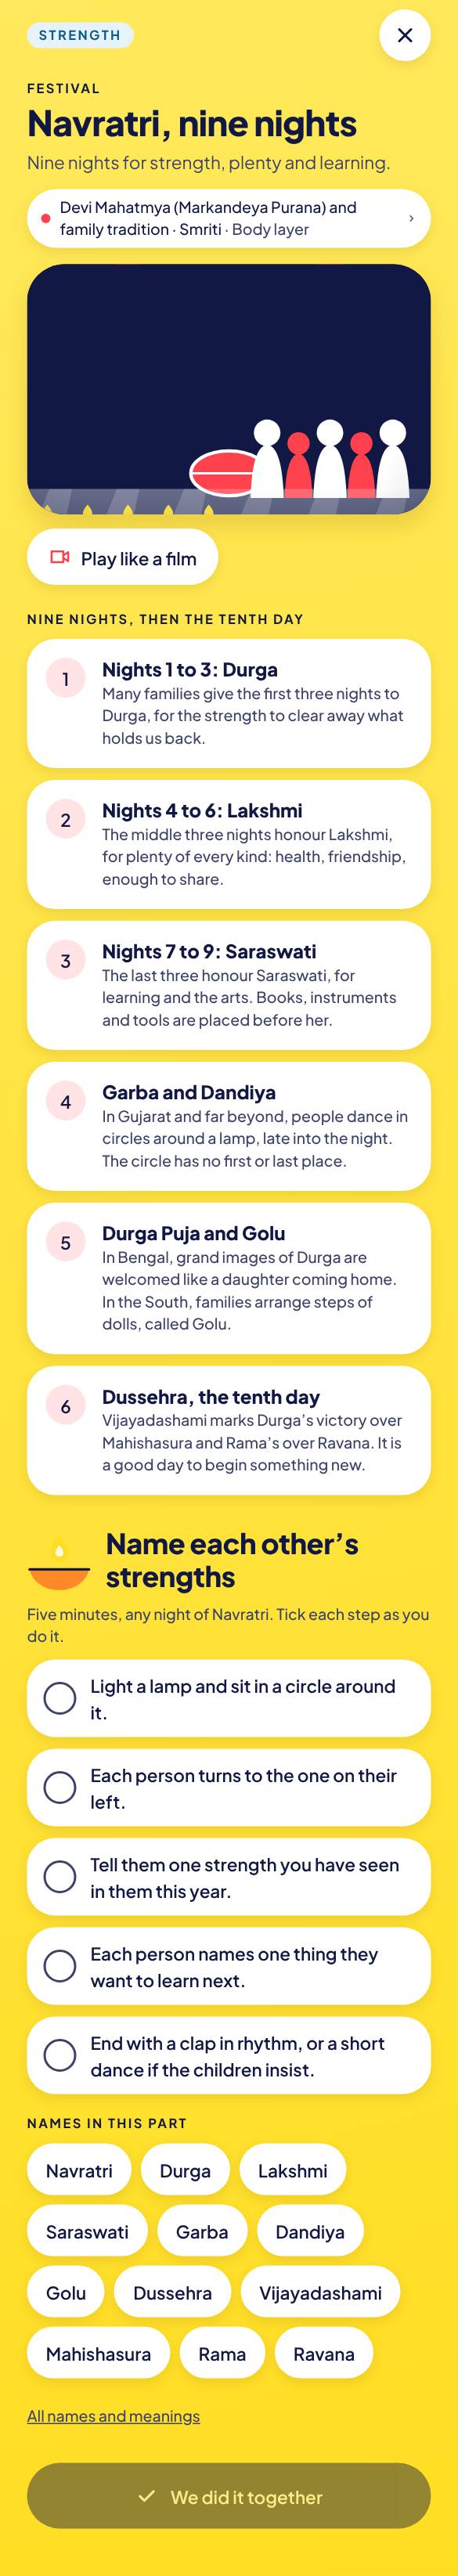 STRENGTH
FESTIVAL
Navratri, nine nights
Nine nights for strength, plenty and learning.
Devi Mahatmya (Markandeya Purana) and
family tradition · Smriti · Body layer
Play like a film
NINE NIGHTS, THEN THE TENTH DAY
1
Nights 1 to 3: Durga
Many families give the first three nights to
Durga, for the strength to clear away what
holds us back.
2
Nights 4 to 6: Lakshmi
The middle three nights honour Lakshmi,
for plenty of every kind: health, friendship,
enough to share.
3
Nights 7 to 9: Saraswati
The last three honour Saraswati, for
learning and the arts. Books, instruments
and tools are placed before her.
4
Garba and Dandiya
In Gujarat and far beyond, people dance in
circles around a lamp, late into the night.
The circle has no first or last place.
5
Durga Puja and Golu
In Bengal, grand images of Durga are
welcomed like a daughter coming home.
In the South, families arrange steps of
dolls, called Golu.
6
Dussehra, the tenth day
Vijayadashami marks Durga’s victory over
Mahishasura and Rama’s over Ravana. It is
a good day to begin something new.
Name each other’s
strengths
Five minutes, any night of Navratri. Tick each step as you
do it.
Light a lamp and sit in a circle around
it.
Each person turns to the one on their
left.
Tell them one strength you have seen
in them this year.
Each person names one thing they
want to learn next.
End with a clap in rhythm, or a short
dance if the children insist.
NAMES IN THIS PART
Navratri Durga Lakshmi
Saraswati Garba Dandiya
Golu Dussehra Vijayadashami
Mahishasura Rama Ravana
All names and meanings
We did it together